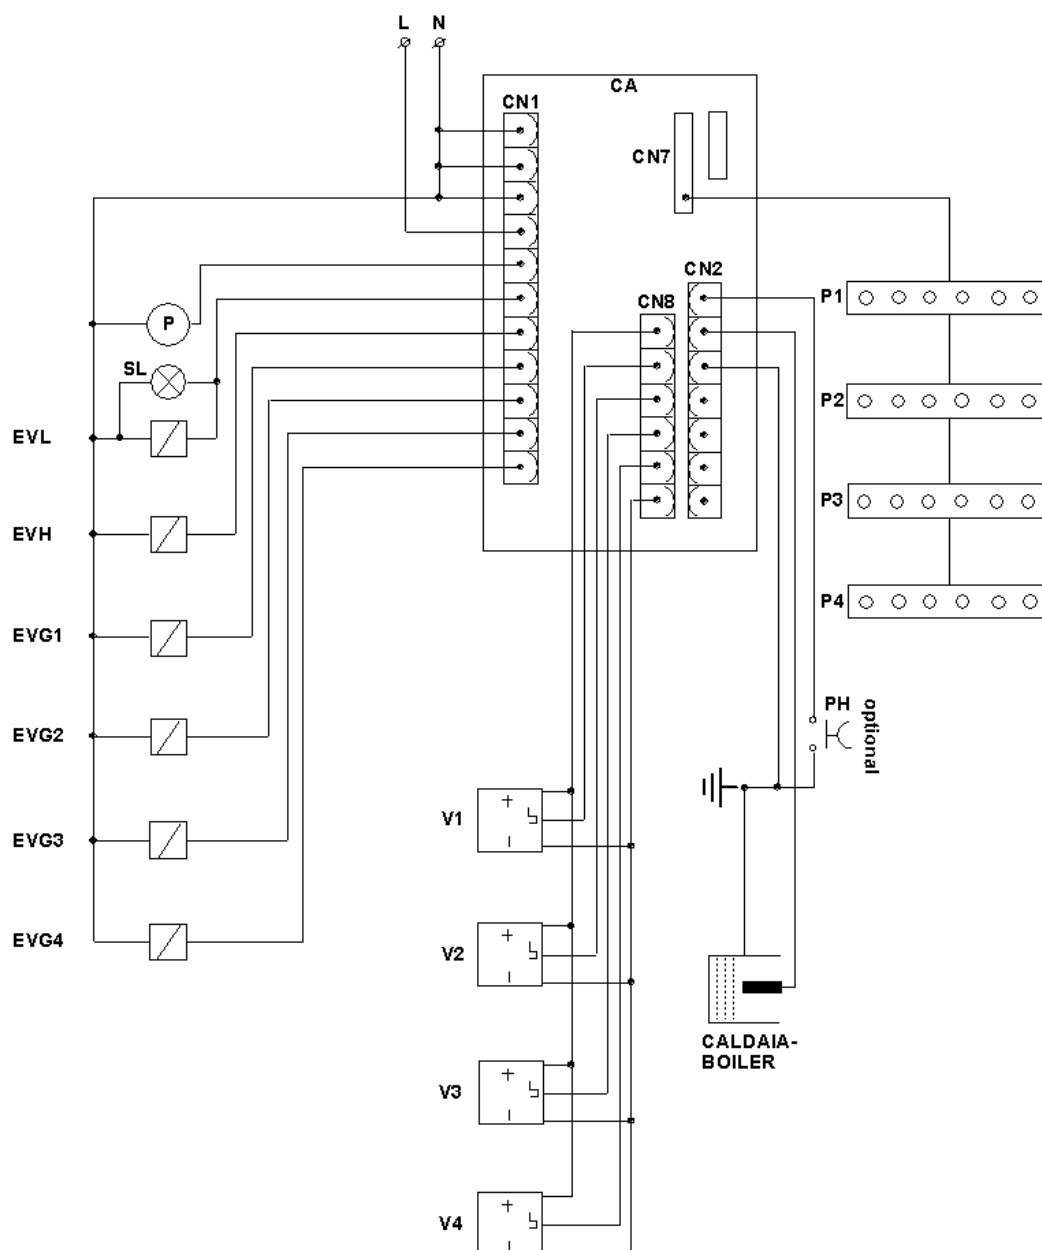 L N
CA
CN1
CN7
CN2
P1
CN8
P
SL
P2
EVL
P3
EVH
P4
EVG1
PH
optional
EVG2
V1
+
EVG3
EVG4
V2
+
CALDAIA-
BOILER
V3
+
V4
+